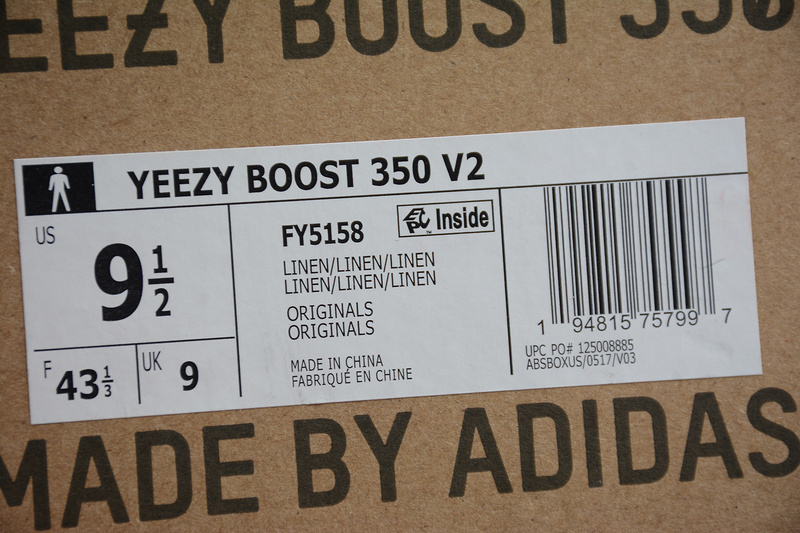 EEZY BOOST 350
YEEZY BOOST 350 V2
US
9 1/2
F 43 1/3
UK 9
FY5158
EPC Inside
™
LINEN/LINEN/LINEN
LINEN/LINEN/LINEN
ORIGINALS
ORIGINALS
MADE IN CHINA
FABRIQUÉ EN CHINE
1 94815 75799 7
UPC PO# 125008885
ABSBOXUS/0517/V03
MADE BY ADIDAS